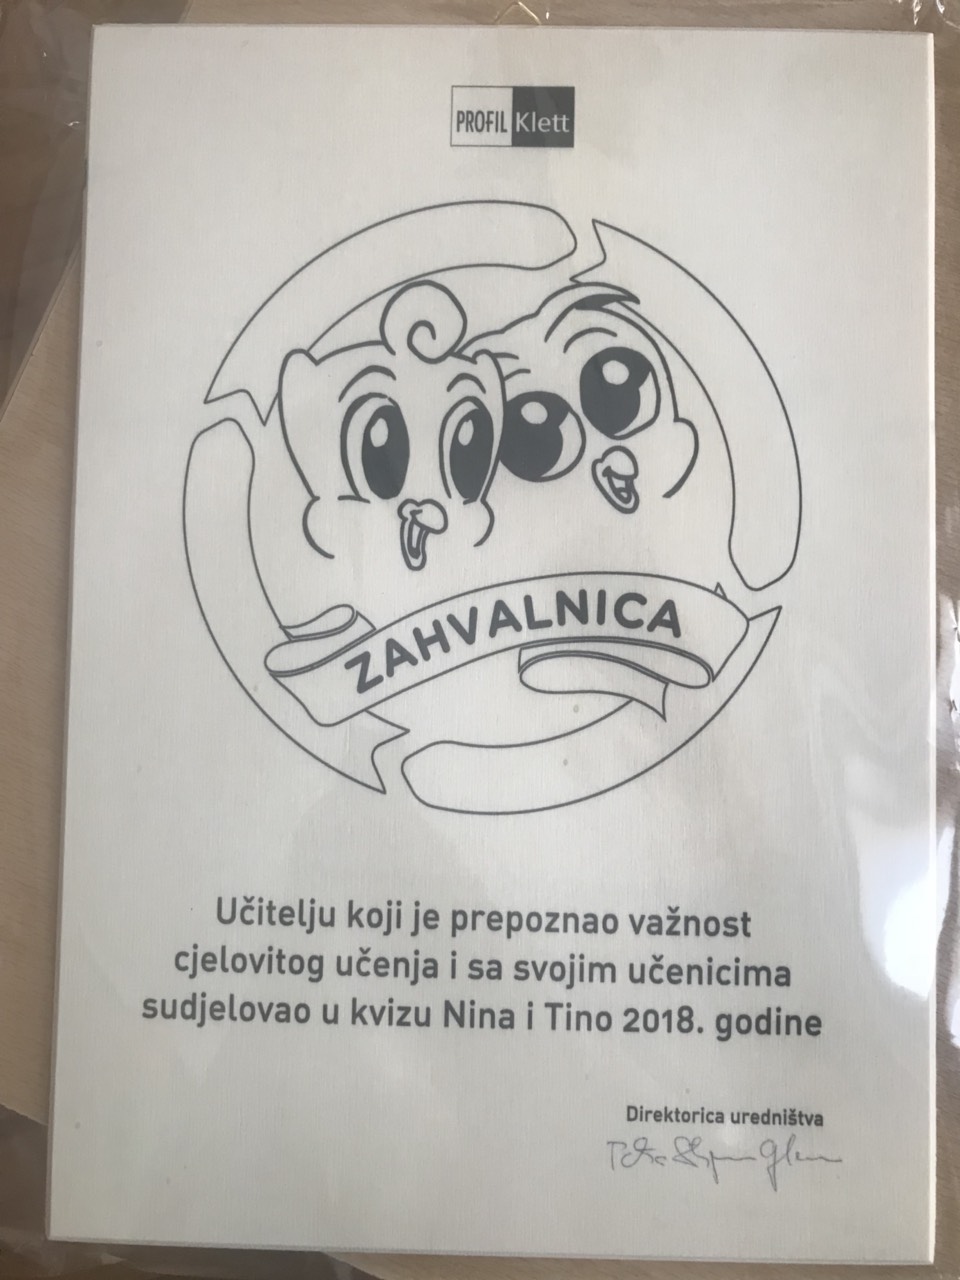 PROFIL Klett
ZAHVALNICA
Učitelju koji je prepoznao važnost
cjelovitog učenja i sa svojim učenicima
sudjelovao u kvizu Nina i Tino 2018. godine
Direktorica uredništva